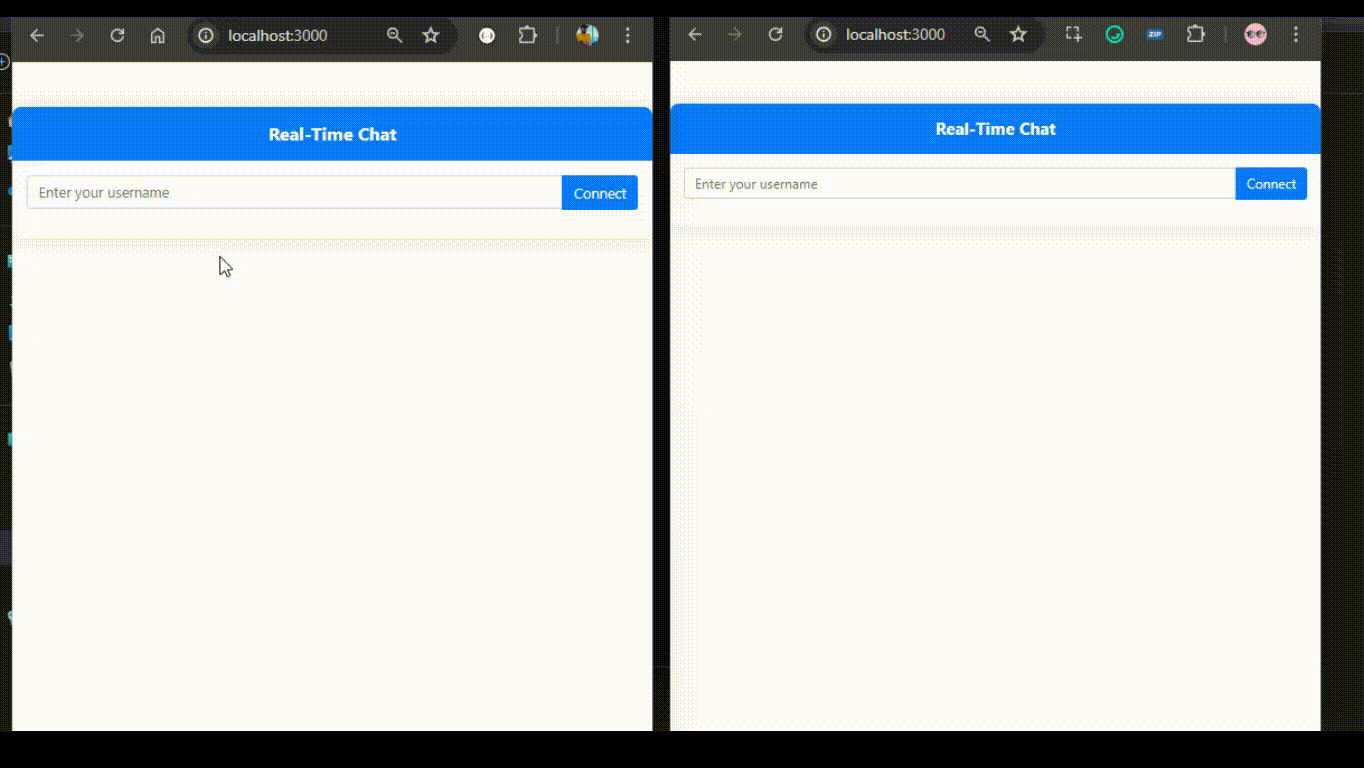 localhost:3000
Real-Time Chat
Enter your username
Connect
localhost:3000
ZIP
Real-Time Chat
Enter your username
Connect